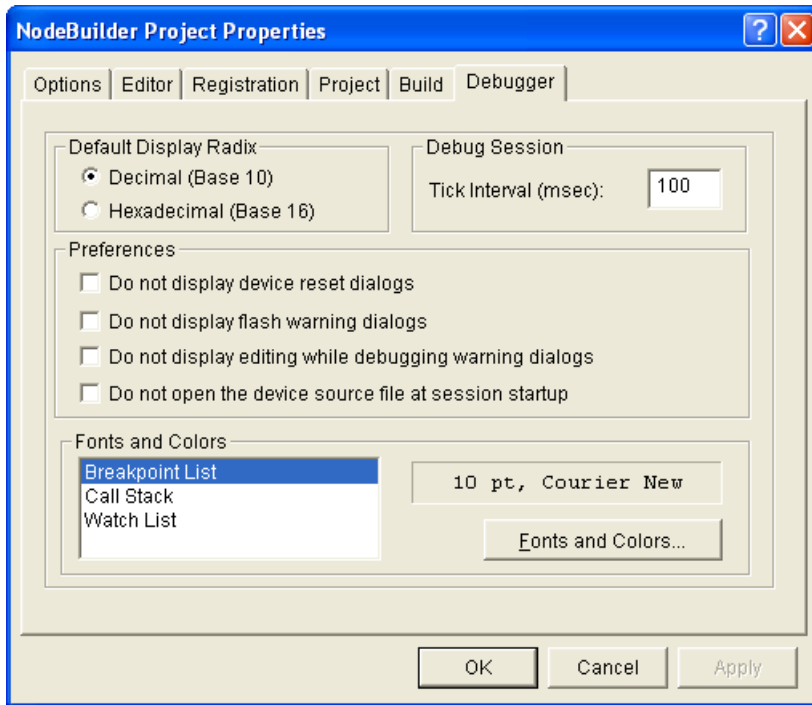 NodeBuilder Project Properties
Options Editor Registration Project Build Debugger
Default Display Radix
Decimal (Base 10)
Hexadecimal (Base 16)
Debug Session
Tick Interval (msec): 100
Preferences
Do not display device reset dialogs
Do not display flash warning dialogs
Do not display editing while debugging warning dialogs
Do not open the device source file at session startup
Fonts and Colors
Breakpoint List
Call Stack
Watch List
10 pt, Courier New
Fonts and Colors...
OK Cancel Apply